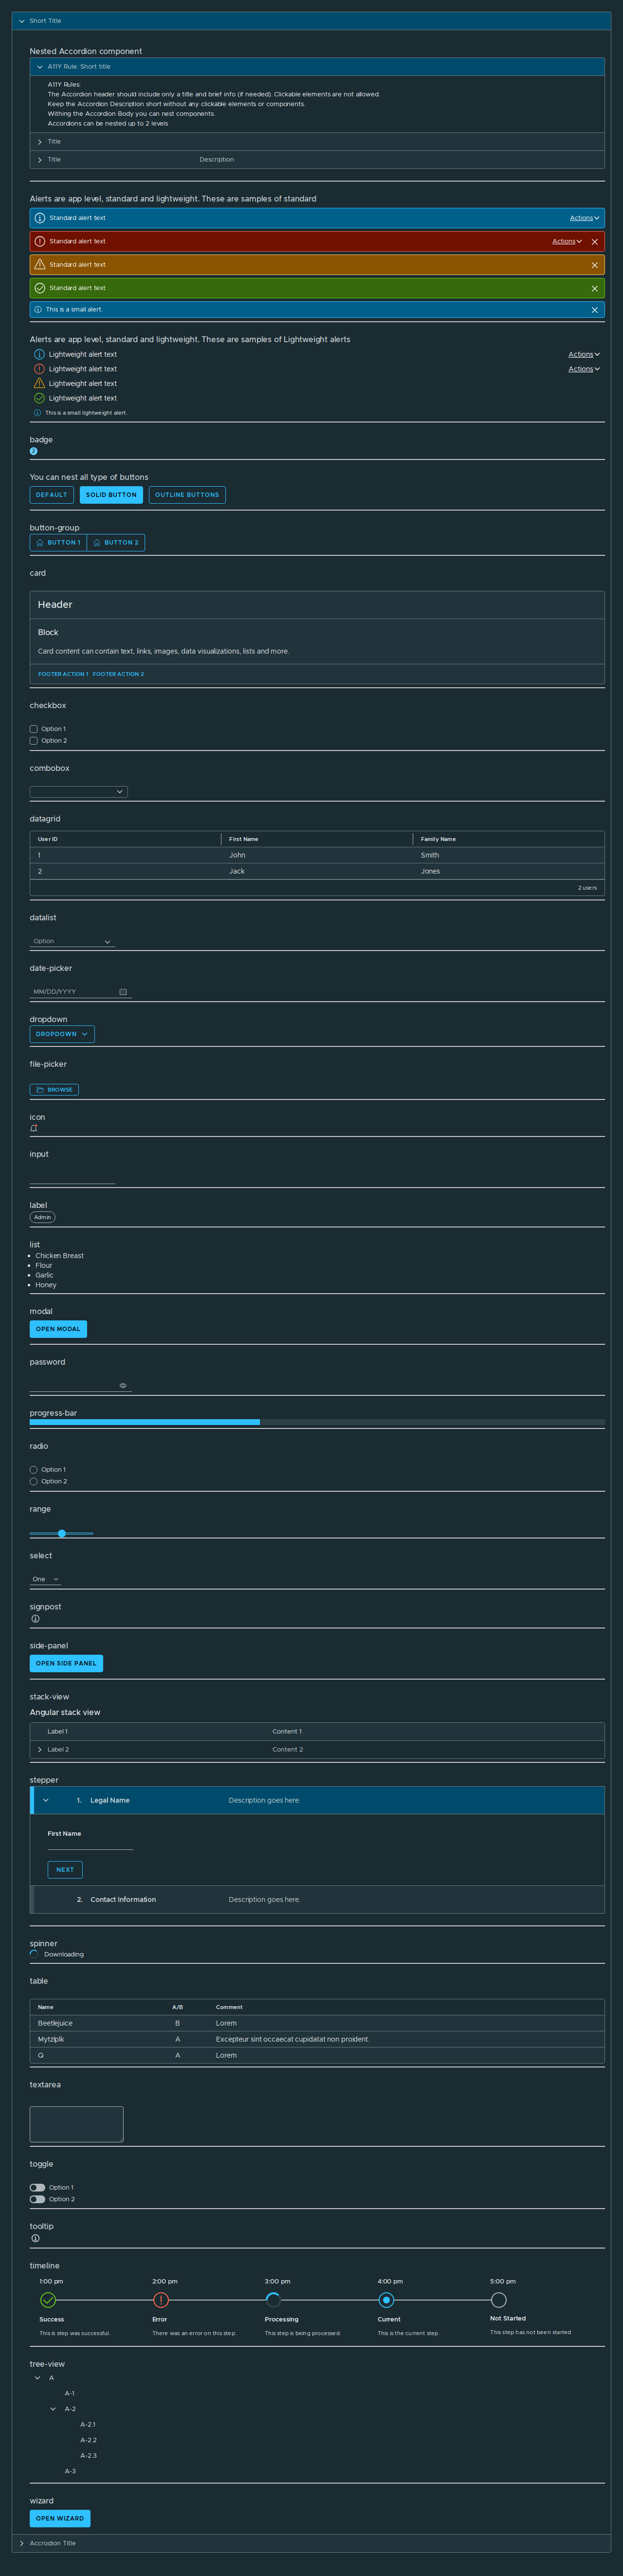 Short Title
Nested Accordion component
A11Y Rule: Short title
A11Y Rules:
The Accordion header should include only a title and brief info (if needed). Clickable elements are not allowed.
Keep the Accordion Description short without any clickable elements or components.
Withing the Accordion Body you can nest components.
Accordions can be nested up to 2 levels
Title
Title Description
Alerts are app level, standard and lightweight. These are samples of standard
Standard alert text Actions
Standard alert text Actions
Standard alert text
Standard alert text
This is a small alert.
Alerts are app level, standard and lightweight. These are samples of Lightweight alerts
Lightweight alert text Actions
Lightweight alert text Actions
Lightweight alert text
Lightweight alert text
This is a small lightweight alert.
badge
2
You can nest all type of buttons
DEFAULT SOLID BUTTON OUTLINE BUTTONS
button-group
BUTTON 1 BUTTON 2
card
Header
Block
Card content can contain text, links, images, data visualizations, lists and more.
FOOTER ACTION 1 FOOTER ACTION 2
checkbox
Option 1
Option 2
combobox
datagrid
User ID First Name Family Name
1 John Smith
2 Jack Jones
2 users
datalist
Option
date-picker
MM/DD/YYYY
dropdown
DROPDOWN
file-picker
BROWSE
icon
input
label
Admin
list
Chicken Breast
Flour
Garlic
Honey
modal
OPEN MODAL
password
progress-bar
radio
Option 1
Option 2
range
select
One
signpost
side-panel
OPEN SIDE PANEL
stack-view
Angular stack view
Label 1 Content 1
Label 2 Content 2
stepper
1. Legal Name Description goes here.
First Name
NEXT
2. Contact Information Description goes here.
spinner
Downloading
table
Name A/B Comment
Beetlejuice B Lorem
Mytzlplk A Excepteur sint occaecat cupidatat non proident.
Q A Lorem
textarea
toggle
Option 1
Option 2
tooltip
timeline
1:00 pm 2:00 pm 3:00 pm 4:00 pm 5:00 pm
Success Error Processing Current Not Started
This is step was successful. There was an error on this step. This step is being processed. This is the current step. This step has not been started.
tree-view
A
A-1
A-2
A-2.1
A-2.2
A-2.3
A-3
wizard
OPEN WIZARD
Accrodion Title